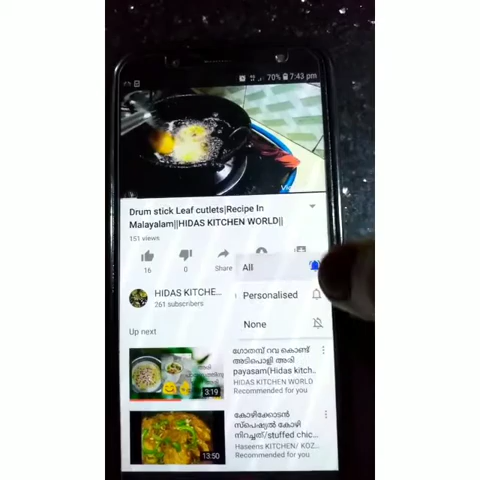 70% 7:43 pm
Drum stick Leaf cutlets|Recipe In
Malayalam||HIDAS KITCHEN WORLD||
151 views
16
0
Share
All
HIDAS KITCHE...
261 subscribers
Personalised
None
Up next
ഗോതമ്പ് റവ കൊണ്ട്
അടിപൊളി അരി
payasam(Hidas kitch..
HIDAS KITCHEN WORLD
Recommended for you
3:19
കോഴിക്കോടൻ
സ്പെഷ്യൽ കോഴി
നിറച്ചത്/stuffed chic...
Haseens KITCHEN/ KOZ...
Recommended for you
13:50